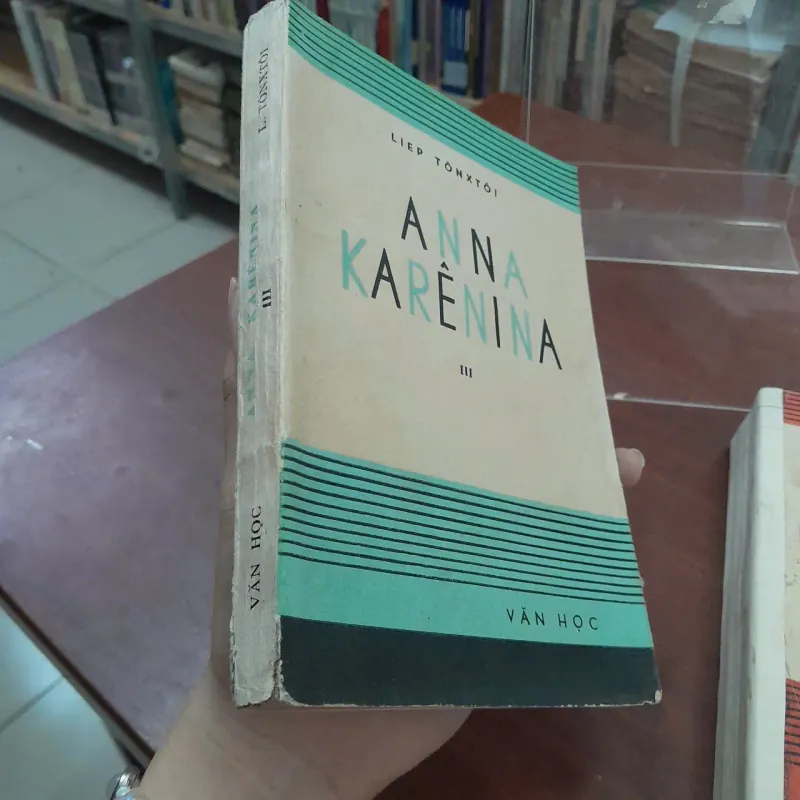 LIEP TÔNXTÔI
ANNA
KARÊNINA
III
VĂN HỌC
L. TÔNXTÔI
ANNA KARÊNINA
III
VĂN HỌC